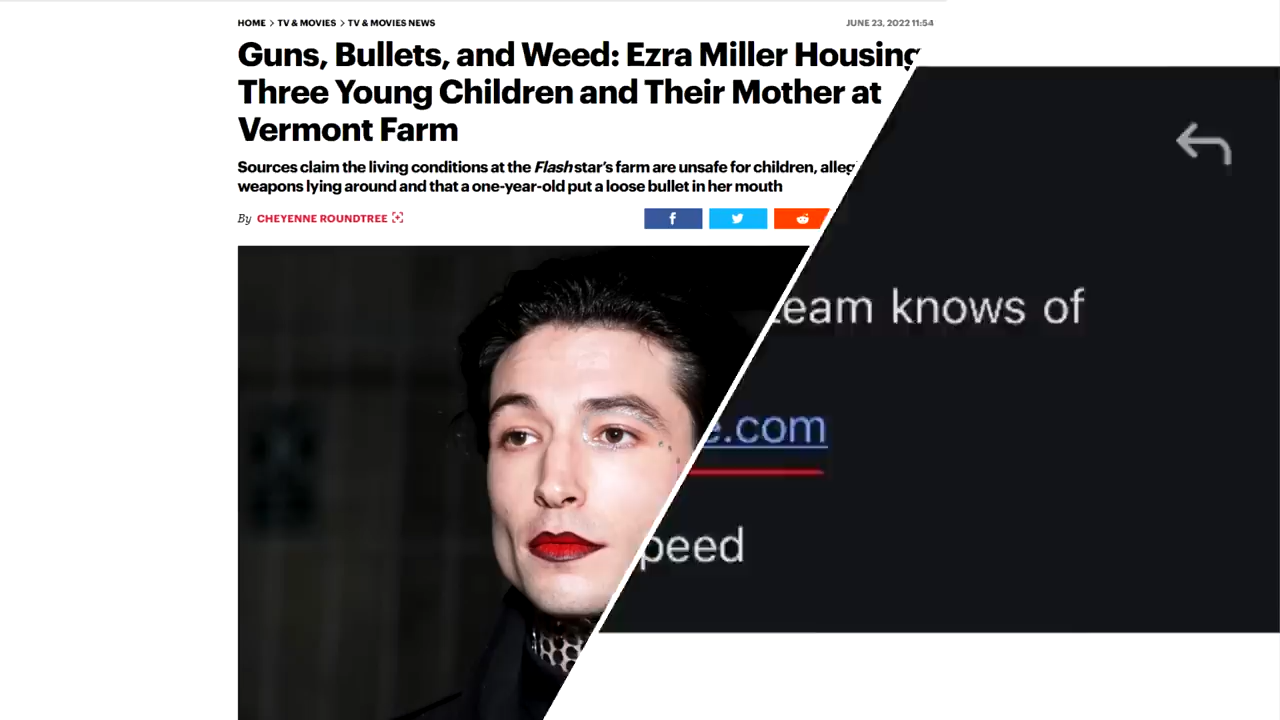 HOME > TV & MOVIES > TV & MOVIES NEWS
JUNE 23, 2022 11:54
Guns, Bullets, and Weed: Ezra Miller Housing
Three Young Children and Their Mother at
Vermont Farm
Sources claim the living conditions at the Flash star's farm are unsafe for children,
weapons lying around and that a one-year-old put a loose bullet in her mouth
By CHEYENNE ROUNDTREE
knows of
.com